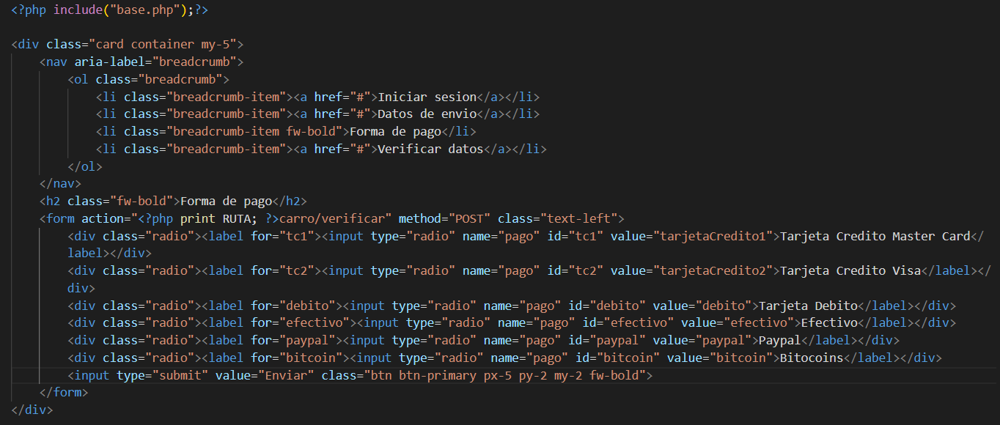 <?php include("base.php");?>
<div class="card container my-5">
<nav aria-label="breadcrumb">
<ol class="breadcrumb">
<li class="breadcrumb-item"><a href="#">Iniciar sesion</a></li>
<li class="breadcrumb-item"><a href="#">Datos de envio</a></li>
<li class="breadcrumb-item fw-bold">Forma de pago</li>
<li class="breadcrumb-item"><a href="#">Verificar datos</a></li>
</ol>
</nav>
<h2 class="fw-bold">Forma de pago</h2>
<form action="<?php print RUTA; ?>carro/verificar" method="POST" class="text-left">
<div class="radio"><label for="tc1"><input type="radio" name="pago" id="tc1" value="tarjetaCredito1">Tarjeta Credito Master Card</
label></div>
<div class="radio"><label for="tc2"><input type="radio" name="pago" id="tc2" value="tarjetaCredito2">Tarjeta Credito Visa</label></
div>
<div class="radio"><label for="debito"><input type="radio" name="pago" id="debito" value="debito">Tarjeta Debito</label></div>
<div class="radio"><label for="efectivo"><input type="radio" name="pago" id="efectivo" value="efectivo">Efectivo</label></div>
<div class="radio"><label for="paypal"><input type="radio" name="pago" id="paypal" value="paypal">Paypal</label></div>
<div class="radio"><label for="bitcoin"><input type="radio" name="pago" id="bitcoin" value="bitcoin">Bitocoins</label></div>
<input type="submit" value="Enviar" class="btn btn-primary px-5 py-2 my-2 fw-bold">
</form>
</div>